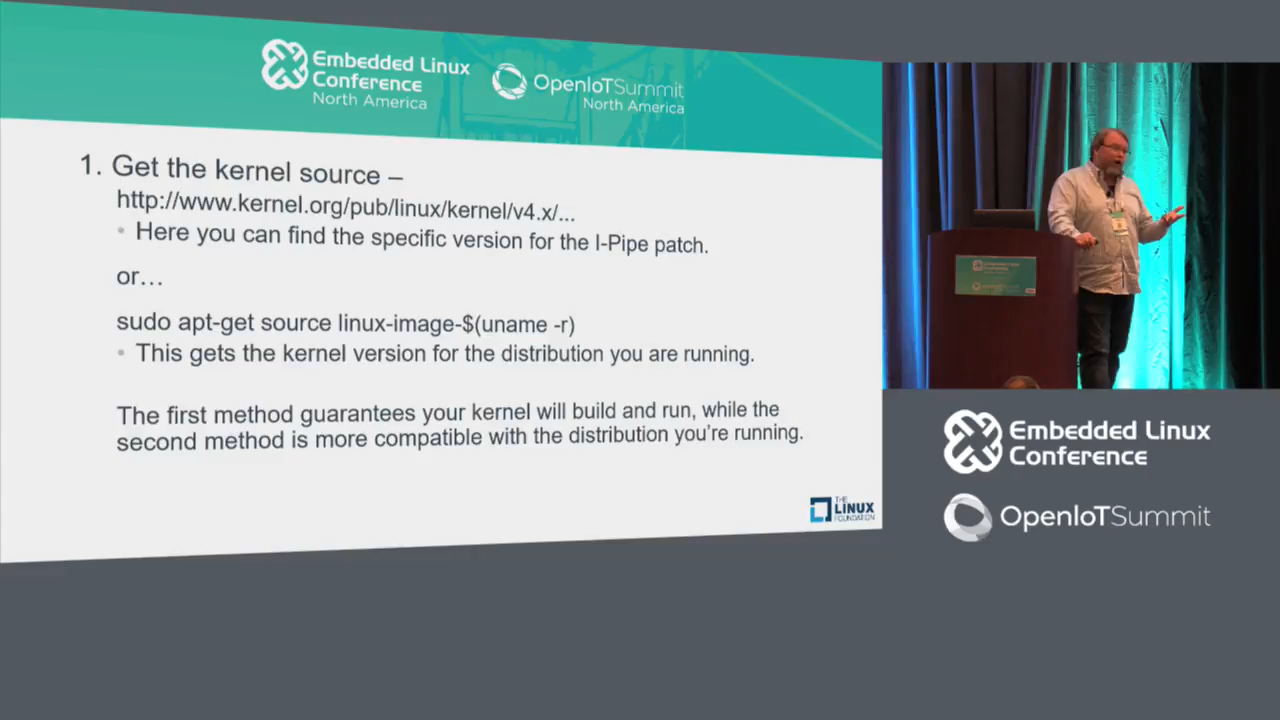 Embedded Linux
Conference
North America
OpenIoTSummit
North America
1. Get the kernel source –
http://www.kernel.org/pub/linux/kernel/v4.x/...
• Here you can find the specific version for the I-Pipe patch.
or…
sudo apt-get source linux-image-$(uname -r)
• This gets the kernel version for the distribution you are running.
The first method guarantees your kernel will build and run, while the
second method is more compatible with the distribution you’re running.
THE
LINUX
FOUNDATION
Embedded Linux
Conference
OpenIoTSummit
Embedded Linux
Conference
OpenIoTSummit